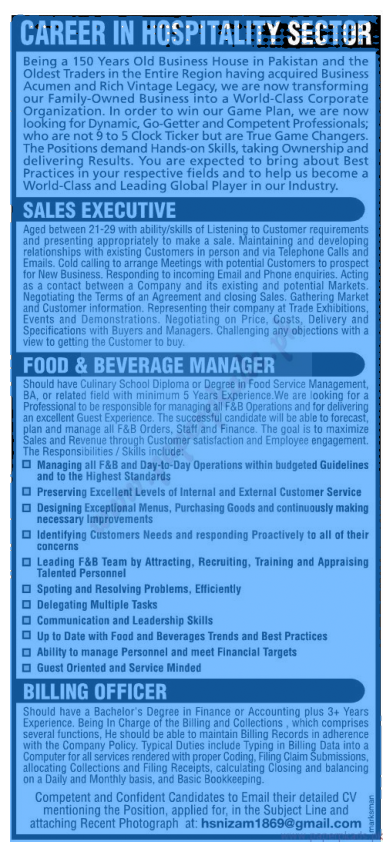 CAREER IN HOSPITALITY SECTOR
Being a 150 Years Old Business House in Pakistan and the
Oldest Traders in the Entire Region having acquired Business
Acumen and Rich Vintage Legacy, we are now transforming
our Family-Owned Business into a World-Class Corporate
Organization. In order to win our Game Plan, we are now
looking for Dynamic, Go-Getter and Competent Professionals;
who are not 9 to 5 Clock Ticker but are True Game Changers.
The Positions demand Hands-on Skills, taking Ownership and
delivering Results. You are expected to bring about Best
Practices in your respective fields and to help us become a
World-Class and Leading Global Player in our Industry.
SALES EXECUTIVE
Aged between 21-29 with ability/skills of Listening to Customer requirements
and presenting appropriately to make a sale. Maintaining and developing
relationships with existing Customers in person and via Telephone Calls and
Emails. Cold calling to arrange Meetings with potential Customers to prospect
for New Business. Responding to incoming Email and Phone enquiries. Acting
as a contact between a Company and its existing and potential Markets.
Negotiating the Terms of an Agreement and closing Sales. Gathering Market
and Customer information. Representing their company at Trade Exhibitions,
Events and Demonstrations. Negotiating on Price, Costs, Delivery and
Specifications with Buyers and Managers. Challenging any objections with a
view to getting the Customer to buy.
FOOD & BEVERAGE MANAGER
Should have Culinary School Diploma or Degree in Food Service Management,
BA, or related field with minimum 5 Years Experience.We are looking for a
Professional to be responsible for managing all F&B Operations and for delivering
an excellent Guest Experience. The successful candidate will be able to forecast,
plan and manage all F&B Orders, Staff and Finance. The goal is to maximize
Sales and Revenue through Customer satisfaction and Employee engagement.
The Responsibilities / Skills include:
Managing all F&B and Day-to-Day Operations within budgeted Guidelines
and to the Highest Standards
Preserving Excellent Levels of Internal and External Customer Service
Designing Exceptional Menus, Purchasing Goods and continuously making
necessary Improvements
Identifying Customers Needs and responding Proactively to all of their
concerns
Leading F&B Team by Attracting, Recruiting, Training and Appraising
Talented Personnel
Spoting and Resolving Problems, Efficiently
Delegating Multiple Tasks
Communication and Leadership Skills
Up to Date with Food and Beverages Trends and Best Practices
Ability to manage Personnel and meet Financial Targets
Guest Oriented and Service Minded
BILLING OFFICER
Should have a Bachelor's Degree in Finance or Accounting plus 3+ Years
Experience. Being In Charge of the Billing and Collections , which comprises
several functions, He should be able to maintain Billing Records in adherence
with the Company Policy. Typical Duties include Typing in Billing Data into a
Computer for all services rendered with proper Coding, Filing Claim Submissions,
allocating Collections and Filing Receipts, calculating Closing and balancing
on a Daily and Monthly basis, and Basic Bookkeeping.
Competent and Confident Candidates to Email their detailed CV
mentioning the Position, applied for, in the Subject Line and
attaching Recent Photograph at: hsnizam1869@gmail.com
marksman